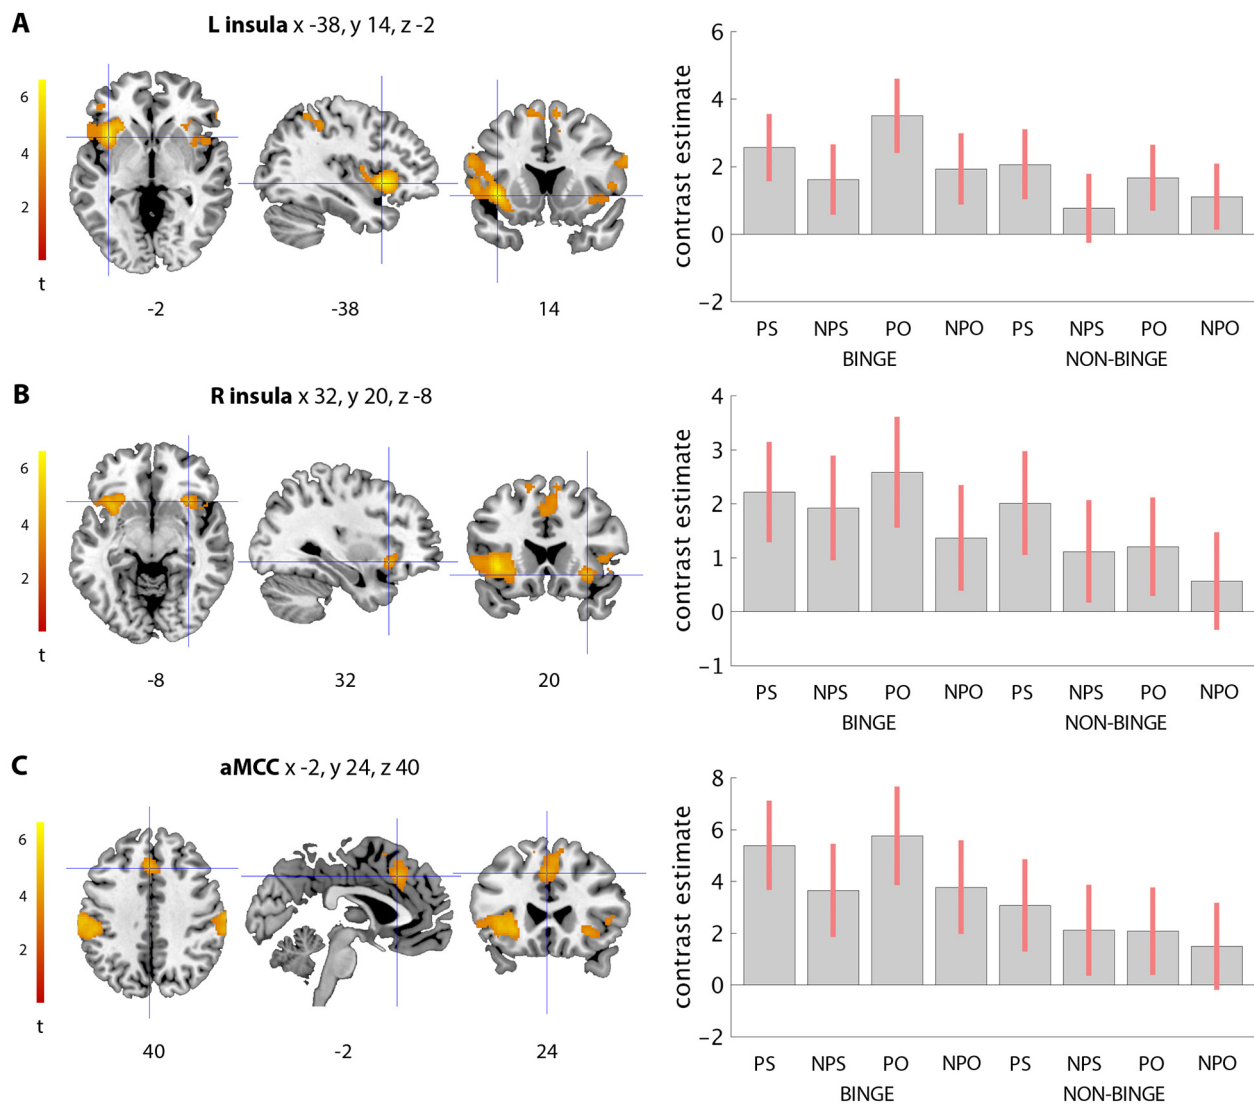 A
L insula x -38, y 14, z -2
6
4
2
t
-2
-38
14
6
4
2
0
−2
contrast estimate
PS NPS PO NPO PS NPS PO NPO
BINGE NON-BINGE
B
R insula x 32, y 20, z -8
6
4
2
t
-8
32
20
4
3
2
1
0
−1
contrast estimate
PS NPS PO NPO PS NPS PO NPO
BINGE NON-BINGE
C
aMCC x -2, y 24, z 40
6
4
2
t
40
-2
24
8
6
4
2
0
−2
contrast estimate
PS NPS PO NPO PS NPS PO NPO
BINGE NON-BINGE